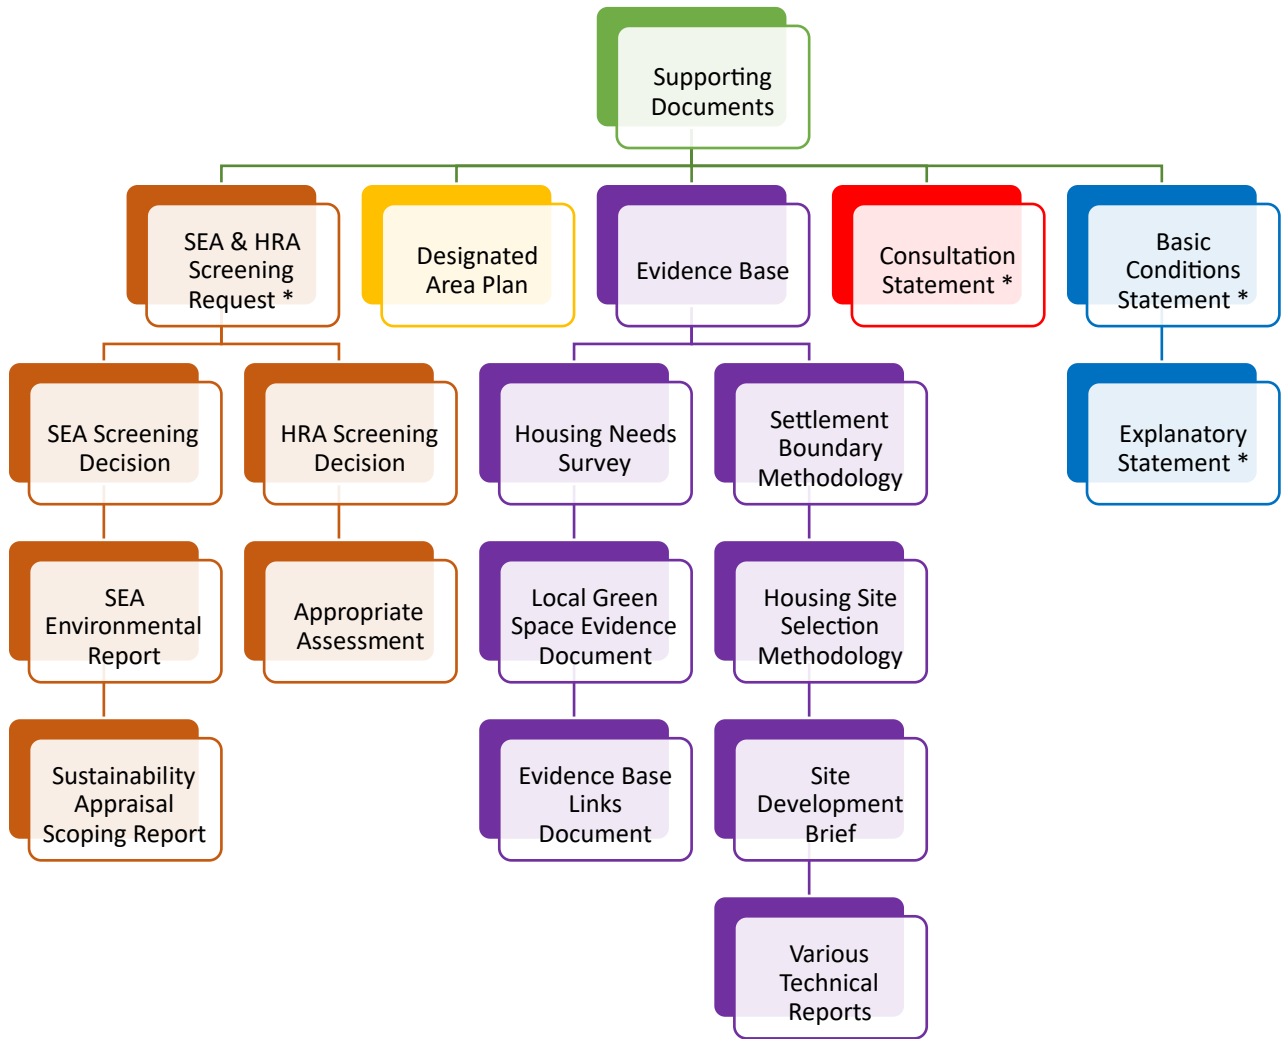 Supporting
Documents
SEA & HRA
Screening
Request *
Designated
Area Plan
Evidence Base
Consultation
Statement *
Basic
Conditions
Statement *
SEA Screening
Decision
HRA Screening
Decision
Housing Needs
Survey
Settlement
Boundary
Methodology
Explanatory
Statement *
SEA
Environmental
Report
Appropriate
Assessment
Local Green
Space Evidence
Document
Housing Site
Selection
Methodology
Sustainability
Appraisal
Scoping Report
Evidence Base
Links
Document
Site
Development
Brief
Various
Technical
Reports